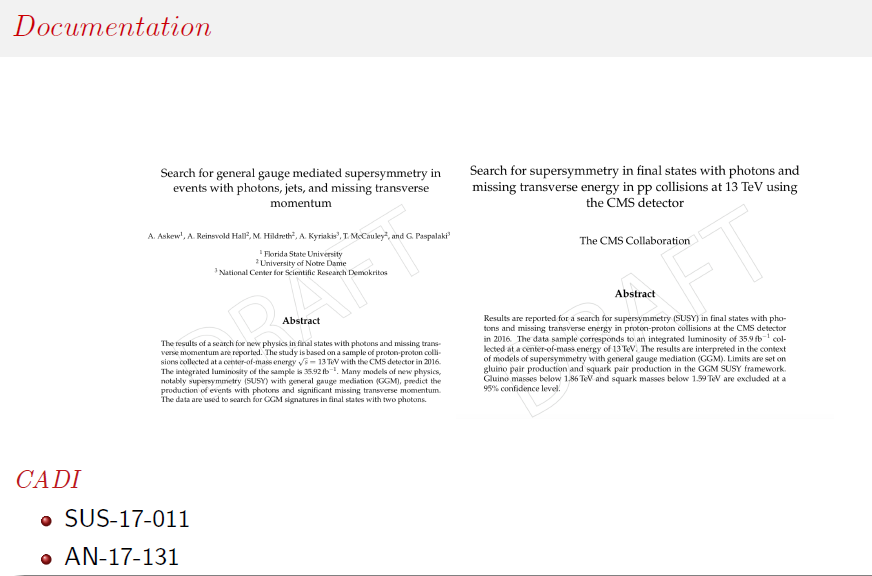 Documentation
Search for general gauge mediated supersymmetry in
events with photons, jets, and missing transverse
momentum
A. Askew¹, A. Reinsvold Hall², M. Hildreth², A. Kyriakis³, T. McCauley², and G. Paspalaki³
¹ Florida State University
² University of Notre Dame
³ National Center for Scientific Research Demokritos
Abstract
The results of a search for new physics in final states with photons and missing trans-
verse momentum are reported. The study is based on a sample of proton-proton colli-
sions collected at a center-of-mass energy √s = 13 TeV with the CMS detector in 2016.
The integrated luminosity of the sample is 35.92 fb⁻¹. Many models of new physics,
notably supersymmetry (SUSY) with general gauge mediation (GGM), predict the
production of events with photons and significant missing transverse momentum.
The data are used to search for GGM signatures in final states with two photons.
DRAFT
Search for supersymmetry in final states with photons and
missing transverse energy in pp collisions at 13 TeV using
the CMS detector
The CMS Collaboration
Abstract
Results are reported for a search for supersymmetry (SUSY) in final states with pho-
tons and missing transverse energy in proton-proton collisions at the CMS detector
in 2016. The data sample corresponds to an integrated luminosity of 35.9 fb⁻¹ col-
lected at a center-of-mass energy of 13 TeV. The results are interpreted in the context
of models of supersymmetry with general gauge mediation (GGM). Limits are set on
gluino pair production and squark pair production in the GGM SUSY framework.
Gluino masses below 1.86 TeV and squark masses below 1.59 TeV are excluded at a
95% confidence level.
DRAFT
CADI
SUS-17-011
AN-17-131